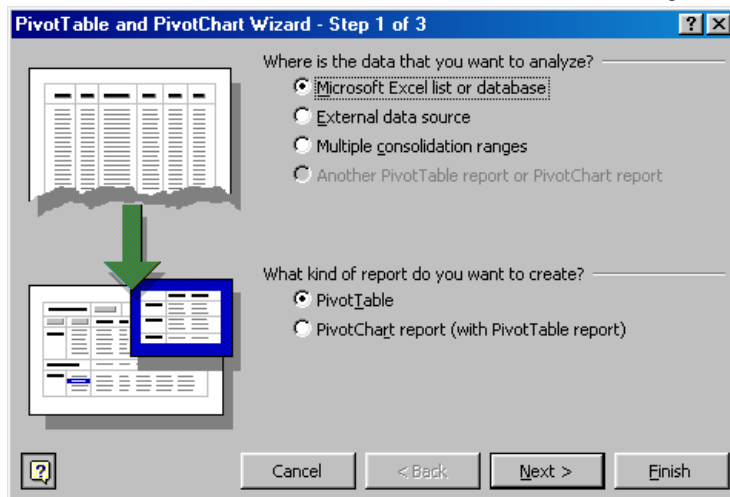 PivotTable and PivotChart Wizard - Step 1 of 3
Where is the data that you want to analyze?
Microsoft Excel list or database
External data source
Multiple consolidation ranges
Another PivotTable report or PivotChart report
What kind of report do you want to create?
PivotTable
PivotChart report (with PivotTable report)
Cancel
< Back
Next >
Finish